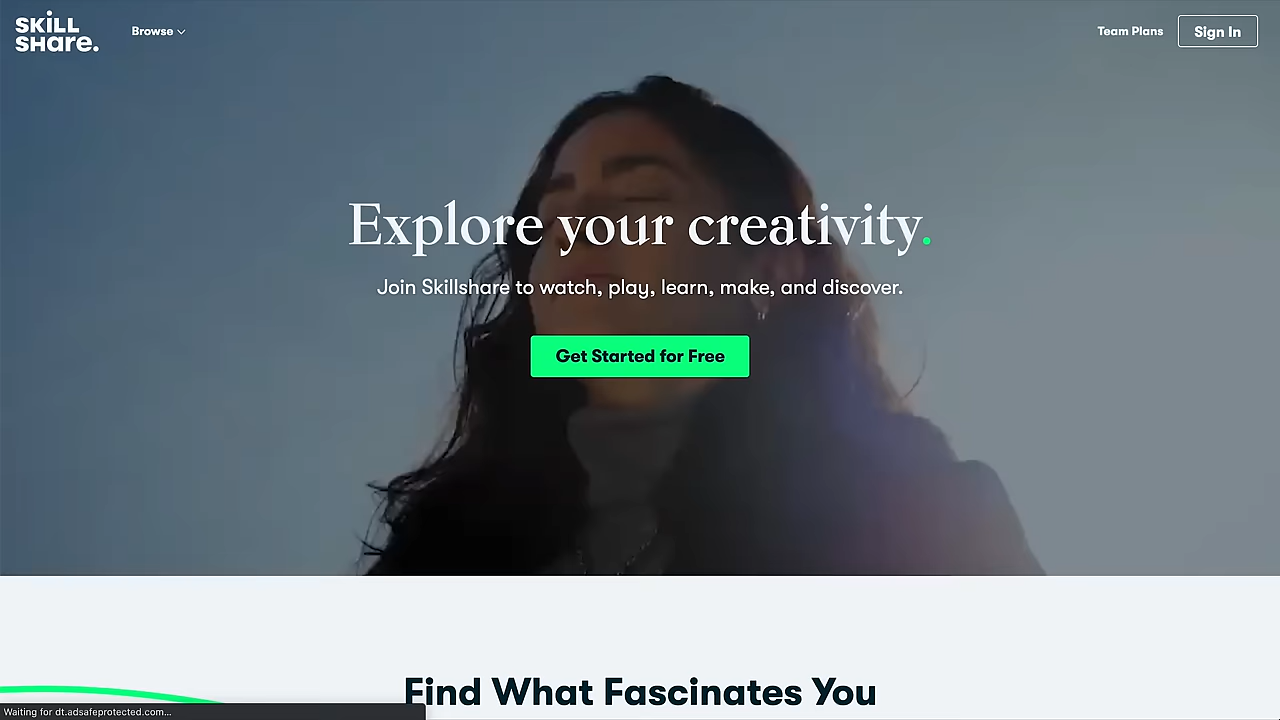 SKiLL
SHare.
Browse
Team Plans
Sign In
Explore your creativity.
Join Skillshare to watch, play, learn, make, and discover.
Get Started for Free
Find What Fascinates You
Waiting for dt.adsafeprotected.com...